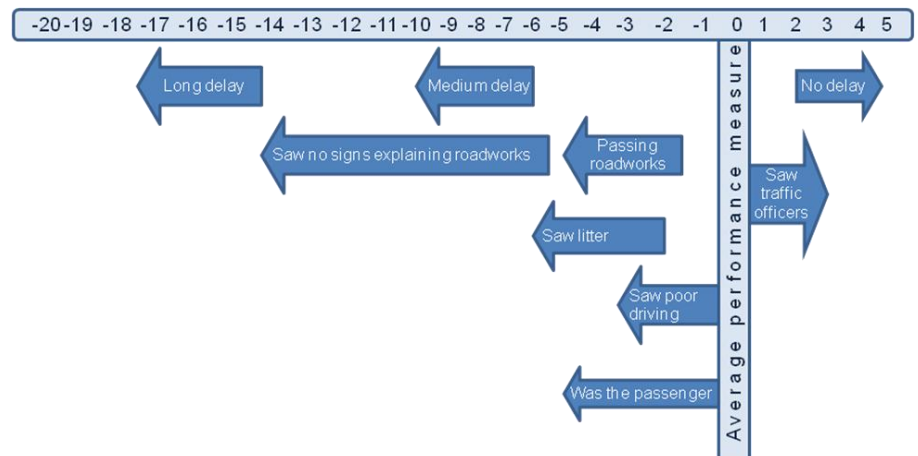 -20 -19 -18 -17 -16 -15 -14 -13 -12 -11 -10 -9 -8 -7 -6 -5 -4 -3 -2 -1 0 1 2 3 4 5
Long delay
Medium delay
No delay
Saw no signs explaining roadworks
Passing
roadworks
Saw
traffic
officers
Saw litter
Saw poor
driving
Was the passenger
Average performance measure